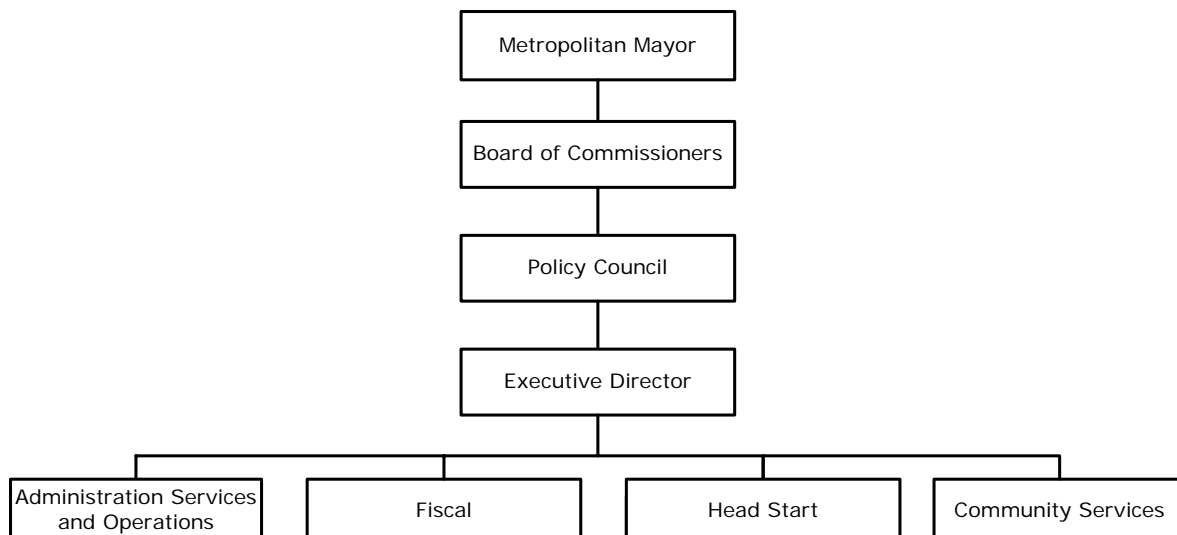 Metropolitan Mayor
Board of Commissioners
Policy Council
Executive Director
Administration Services
and Operations
Fiscal
Head Start
Community Services